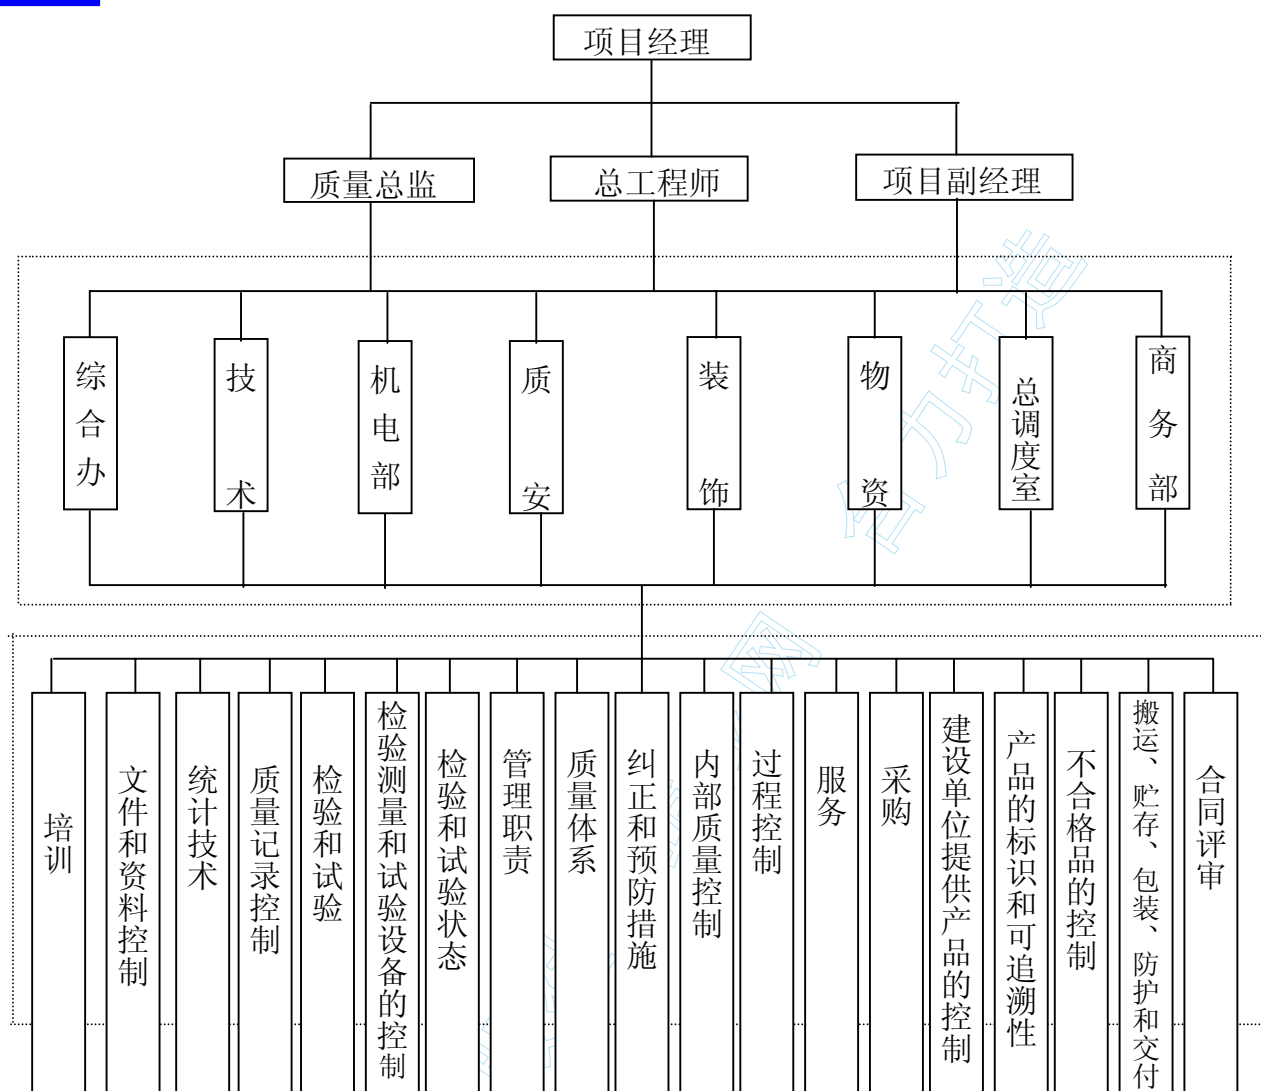 项目经理
质量总监
总工程师
项目副经理
综合办
技术
机电部
质安
装饰
物资
总调度室
商务部
培训
文件和资料控制
统计技术
质量记录控制
检验和试验
检验测量和试验设备的控制
检验和试验状态
管理职责
质量体系
纠正和预防措施
内部质量控制
过程控制
服务
采购
建设单位提供产品的控制
产品的标识和可追溯性
不合格品的控制
搬运、贮存、包装、防护和交付
合同评审
合力打造
网